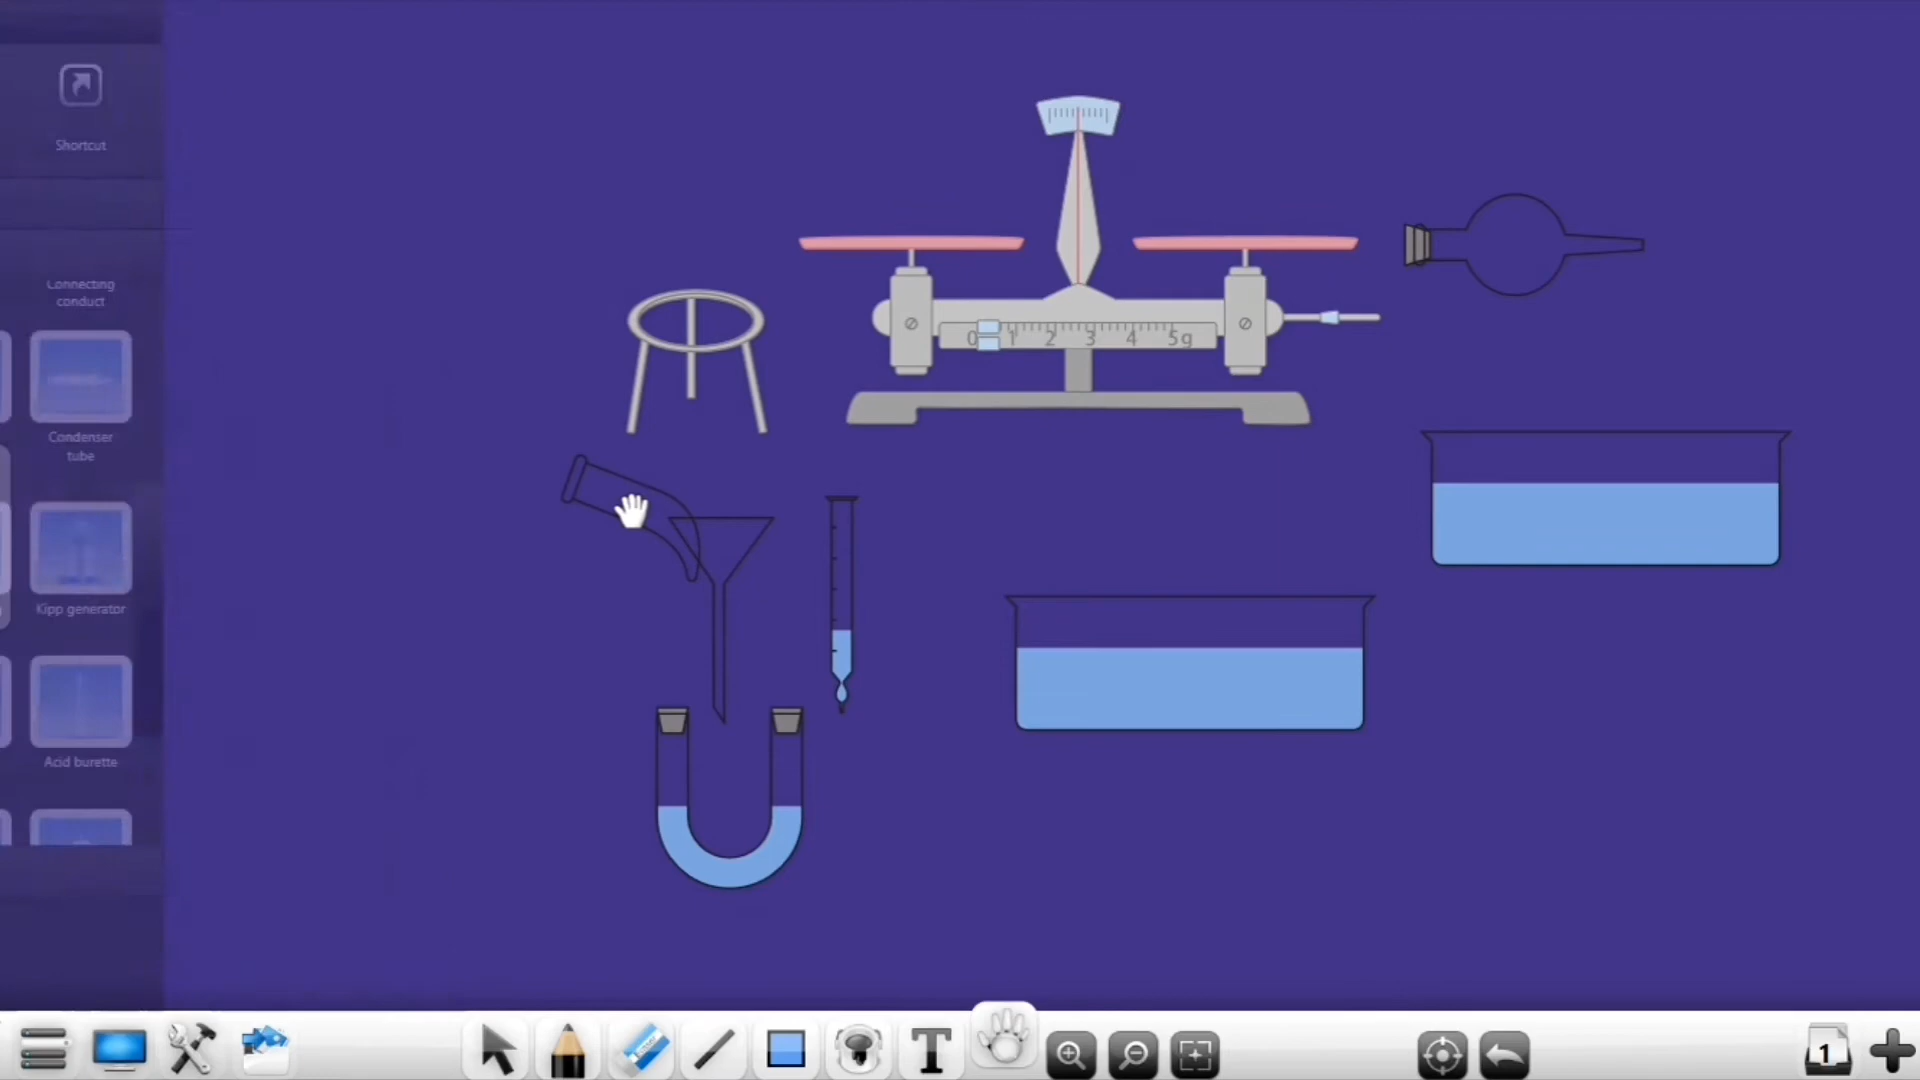 Shortcut
Connecting
conduct
Condenser
tube
Kipp generator
Acid burette
0 1 2 3 4 5g
T
1